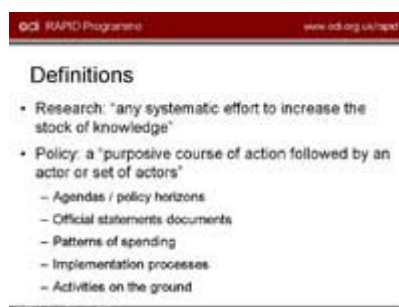 odi RAPID Programme
www.odi.org.uk/rapid
Definitions
• Research: "any systematic effort to increase the
stock of knowledge"
• Policy: a "purposive course of action followed by an
actor or set of actors"
– Agendas / policy horizons
– Official statements documents
– Patterns of spending
– Implementation processes
– Activities on the ground